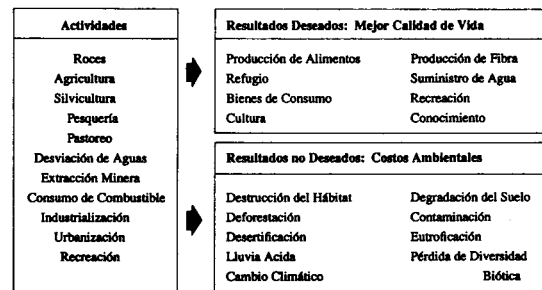 Actividades
Roces
Agricultura
Silvicultura
Pesquería
Pastoreo
Desviación de Aguas
Extracción Minera
Consumo de Combustible
Industrialización
Urbanización
Recreación
Resultados Deseados: Mejor Calidad de Vida
Producción de Alimentos Producción de Fibra
Refugio Suministro de Agua
Bienes de Consumo Recreación
Cultura Conocimiento
Resultados no Deseados: Costos Ambientales
Destrucción del Hábitat Degradación del Suelo
Deforestación Contaminación
Desertificación Eutroficación
Lluvia Acida Pérdida de Diversidad
Cambio Climático Biótica